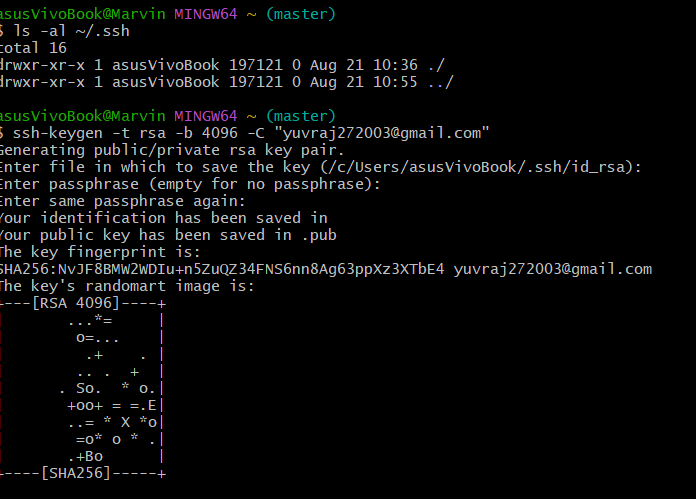 asusVivoBook@Marvin MINGW64 ~ (master)
$ ls -al ~/.ssh
total 16
drwxr-xr-x 1 asusVivoBook 197121 0 Aug 21 10:36 ./
drwxr-xr-x 1 asusVivoBook 197121 0 Aug 21 10:55 ../
asusVivoBook@Marvin MINGW64 ~ (master)
$ ssh-keygen -t rsa -b 4096 -C "yuvraj272003@gmail.com"
Generating public/private rsa key pair.
Enter file in which to save the key (/c/Users/asusVivoBook/.ssh/id_rsa):
Enter passphrase (empty for no passphrase):
Enter same passphrase again:
Your identification has been saved in
Your public key has been saved in .pub
The key fingerprint is:
SHA256:NvJF8BMW2WDIu+n5ZuQZ34FNS6nn8Ag63ppXz3XTbE4 yuvraj272003@gmail.com
The key's randomart image is:
+---[RSA 4096]----+
|       ...*=     |
|        o=...    |
|         .+    . |
|        .. .  +  |
|      . So.  * o.|
|       +oo+ = =.E|
|       ..= * X *o|
|        =o* o * .|
|       .+Bo      |
+----[SHA256]-----+